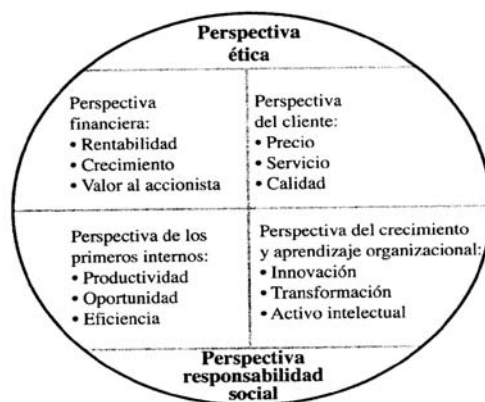 Perspectiva
ética
Perspectiva
financiera:
• Rentabilidad
• Crecimiento
• Valor al accionista
Perspectiva
del cliente:
• Precio
• Servicio
• Calidad
Perspectiva de los
primeros internos:
• Productividad
• Oportunidad
• Eficiencia
Perspectiva del crecimiento
y aprendizaje organizacional:
• Innovación
• Transformación
• Activo intelectual
Perspectiva
responsabilidad
social